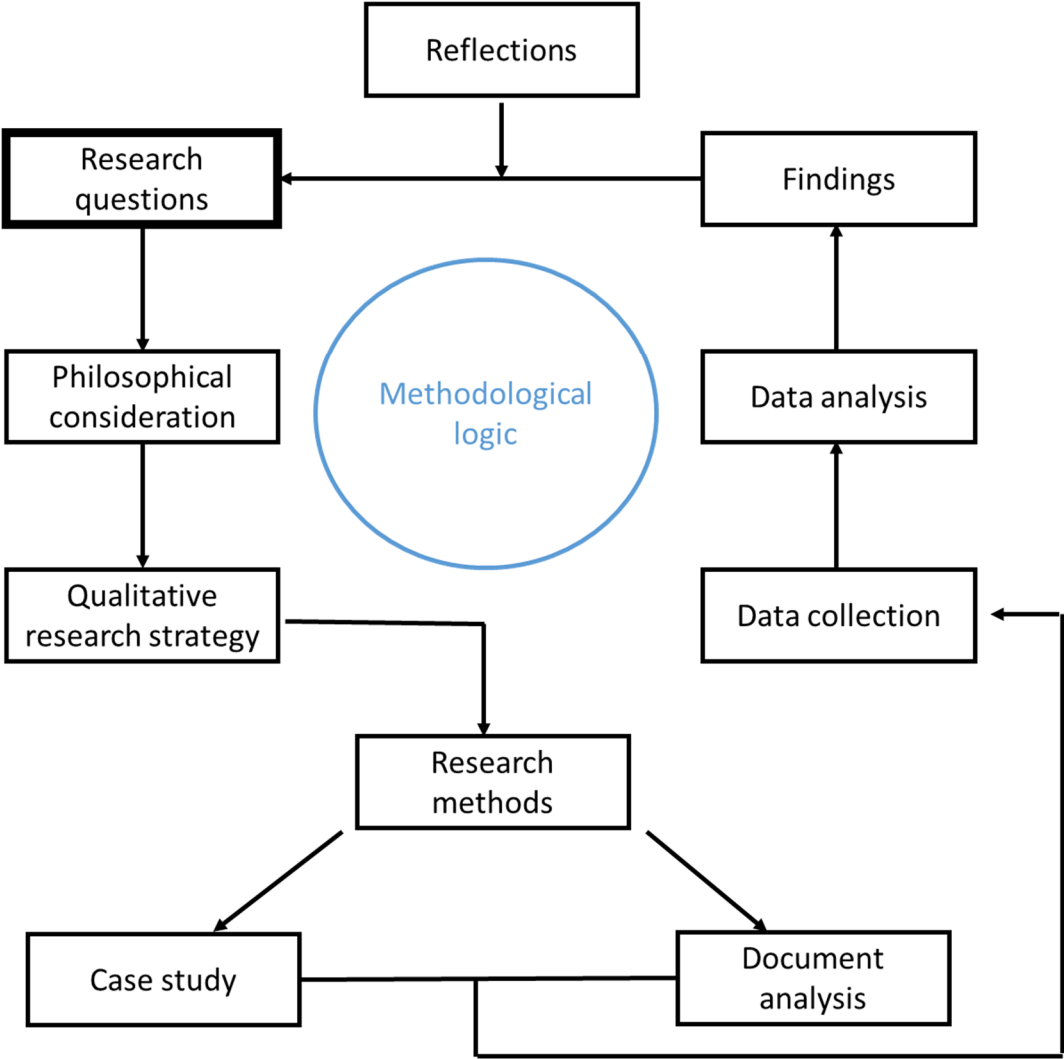 Reflections
Research
questions
Findings
Philosophical
consideration
Methodological
logic
Data analysis
Qualitative
research strategy
Data collection
Research
methods
Case study
Document
analysis